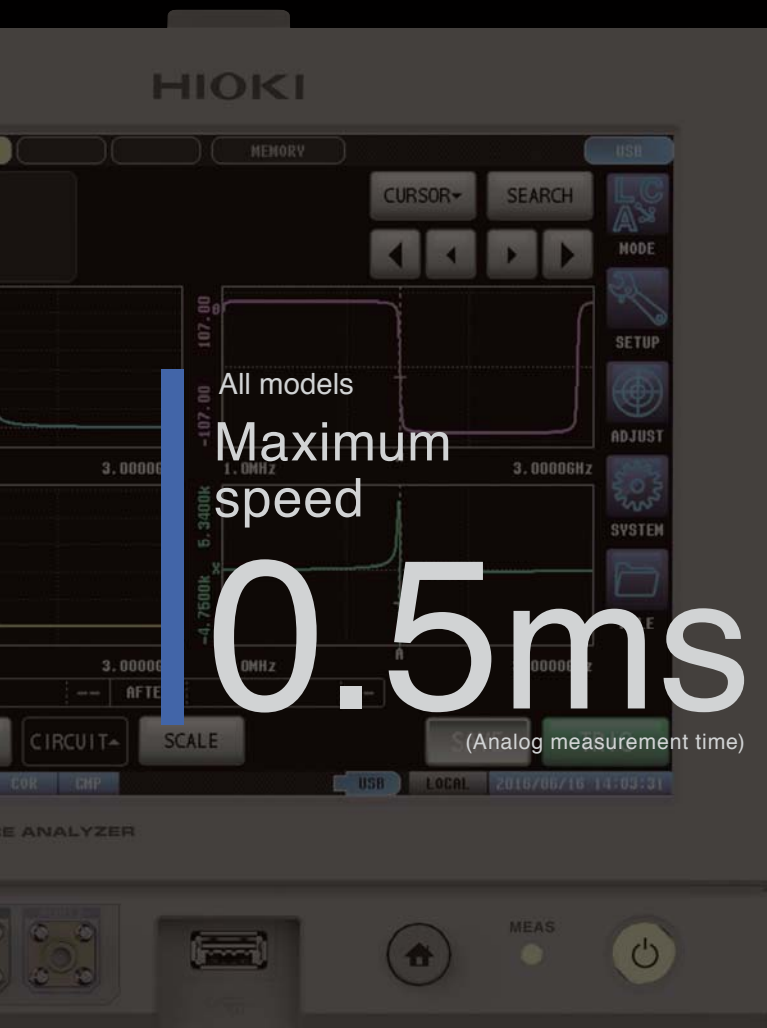 HIOKI
MEMORY
USB
CURSOR
SEARCH
MODE
107.00
θ
-107.00
SETUP
All models
Maximum
speed
3.0000G
1.0MHz
3.0000GHz
ADJUST
5.3400k
X
-4.7500k
SYSTEM
0.5ms
3.0000G
0MHz
A
-- AFTE
--
CIRCUIT
SCALE
(Analog measurement time)
COR
CMP
USB
LOCAL
2016/06/16 14:03:31
CE ANALYZER
MEAS